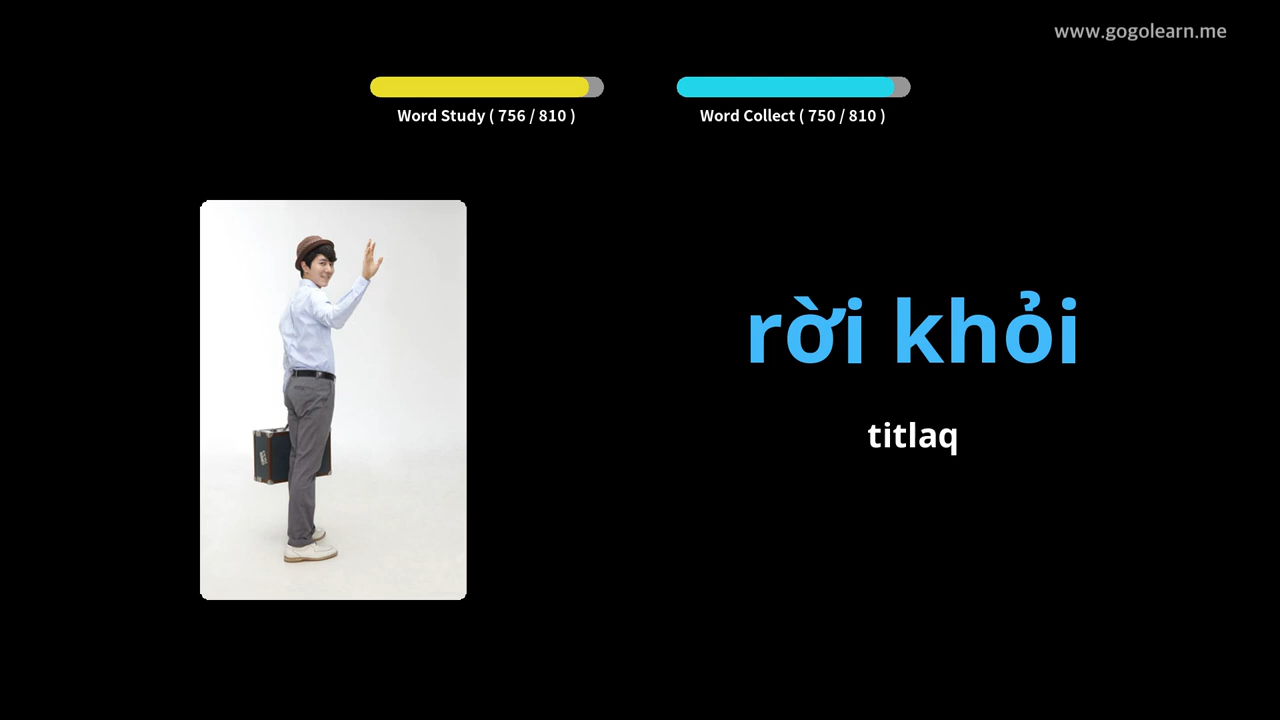 www.gogolearn.me
Word Study ( 756 / 810 )
Word Collect ( 750 / 810 )
rời khỏi
titlaq